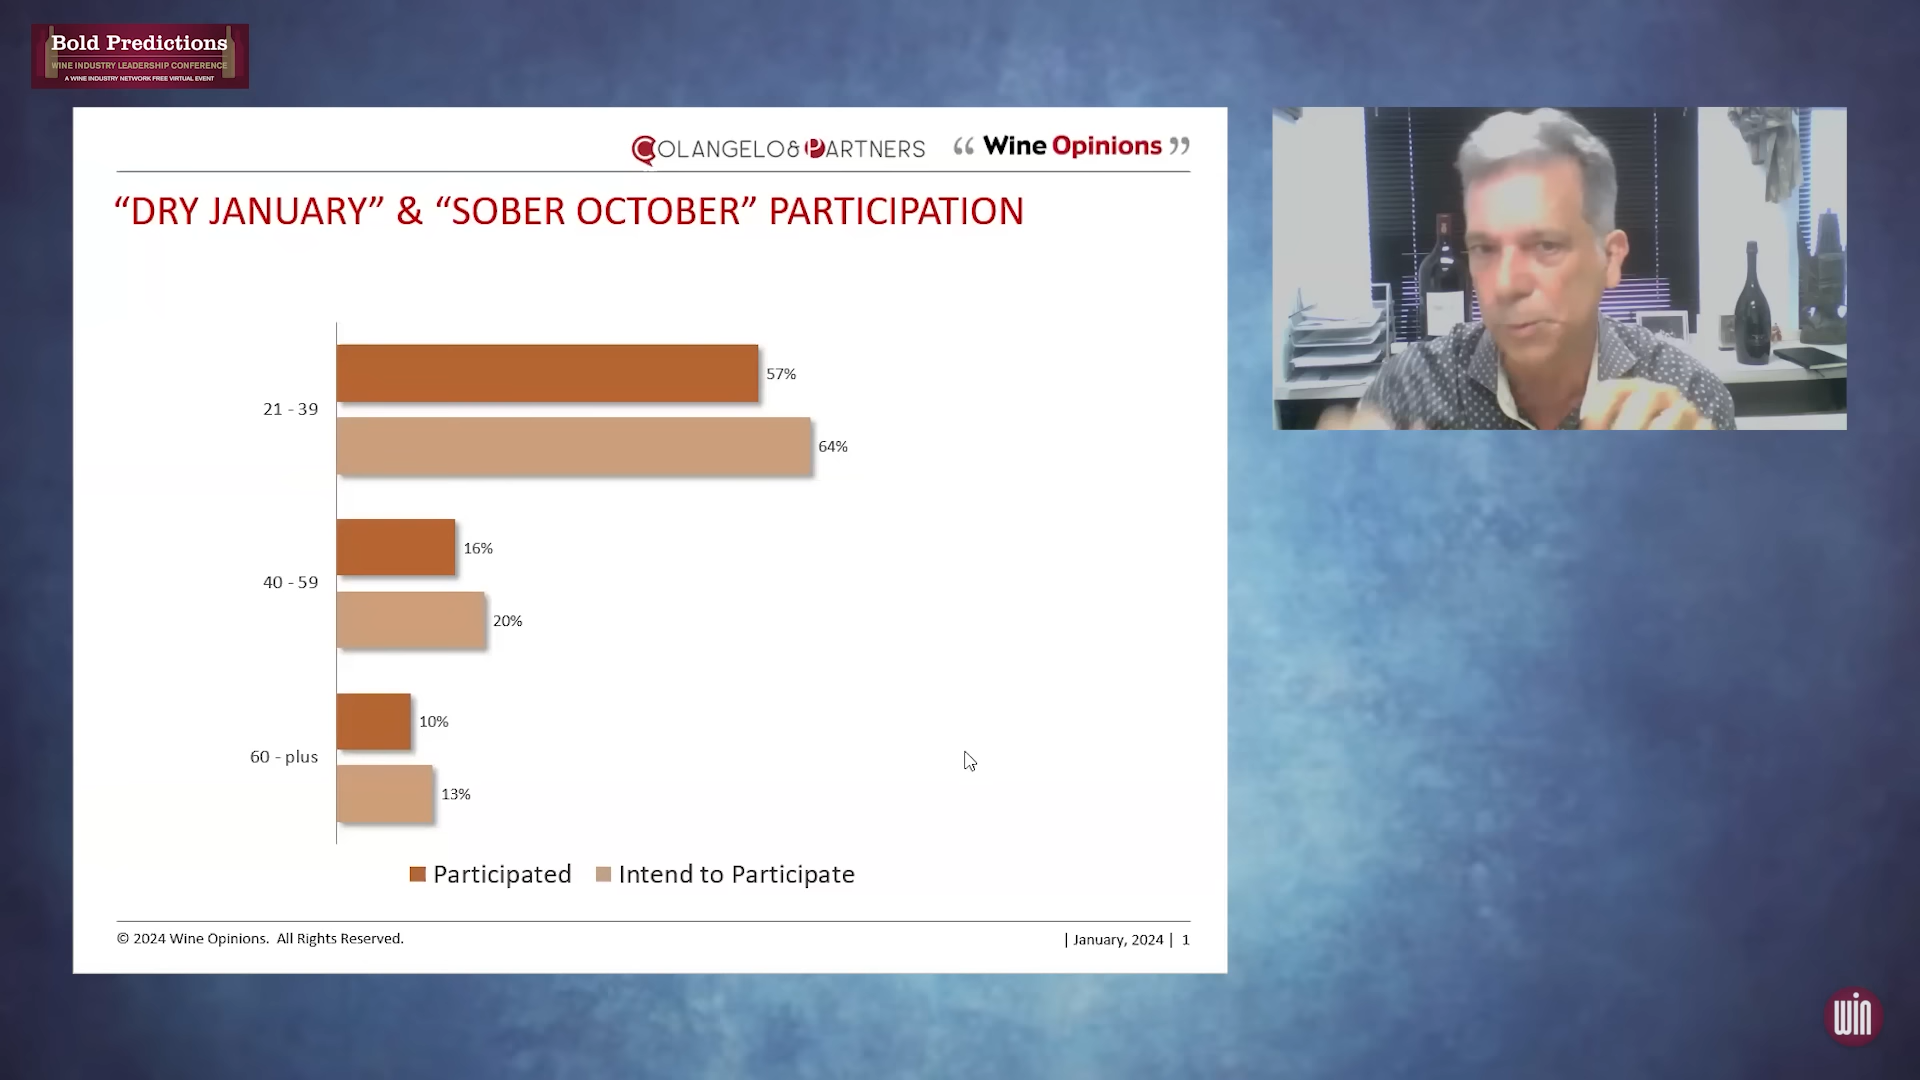 Bold Predictions
WINE INDUSTRY LEADERSHIP CONFERENCE
A WINE INDUSTRY NETWORK FREE VIRTUAL EVENT
COLANGELO & PARTNERS
“ Wine Opinions ”
“DRY JANUARY” & “SOBER OCTOBER” PARTICIPATION
57%
21 - 39
64%
16%
40 - 59
20%
10%
60 - plus
13%
Participated
Intend to Participate
© 2024 Wine Opinions. All Rights Reserved.
| January, 2024 | 1
win